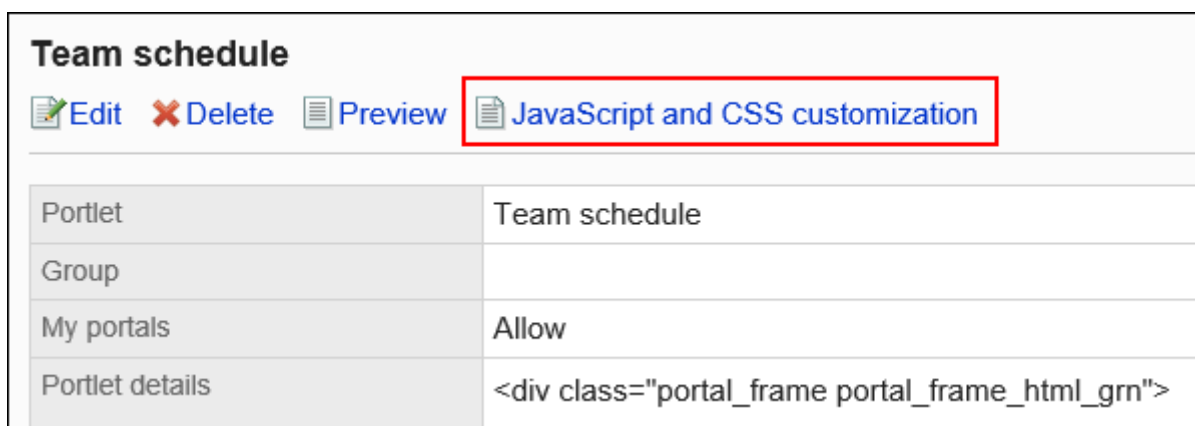 Team schedule
Edit Delete Preview JavaScript and CSS customization
Portlet Team schedule
Group
My portals Allow
Portlet details <div class="portal_frame portal_frame_html_grn">